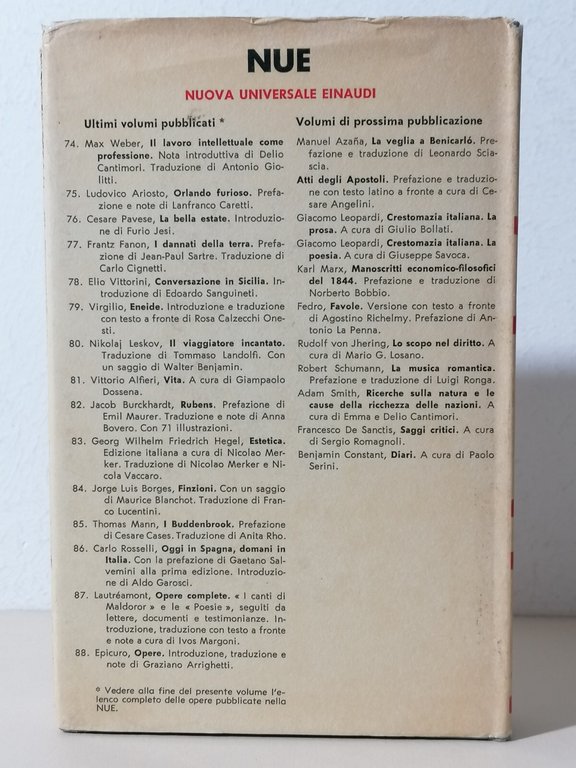 NUE
NUOVA UNIVERSALE EINAUDI
Ultimi volumi pubblicati *
74. Max Weber, Il lavoro intellettuale come
professione. Nota introduttiva di Delio
Cantimori. Traduzione di Antonio Gio-
litti.
75. Ludovico Ariosto, Orlando furioso. Prefa-
zione e note di Lanfranco Caretti.
76. Cesare Pavese, La bella estate. Introduzio-
ne di Furio Jesi.
77. Frantz Fanon, I dannati della terra. Prefa-
zione di Jean-Paul Sartre. Traduzione di
Carlo Cignetti.
78. Elio Vittorini, Conversazione in Sicilia. In-
troduzione di Edoardo Sanguineti.
79. Virgilio, Eneide. Introduzione e traduzione
con testo a fronte di Rosa Calzecchi One-
sti.
80. Nikolaj Leskov, Il viaggiatore incantato.
Traduzione di Tommaso Landolfi. Con
un saggio di Walter Benjamin.
81. Vittorio Alfieri, Vita. A cura di Giampaolo
Dossena.
82. Jacob Burckhardt, Rubens. Prefazione di
Emil Maurer. Traduzione e note di Anna
Bovero. Con 71 illustrazioni.
83. Georg Wilhelm Friedrich Hegel, Estetica.
Edizione italiana a cura di Nicolao Mer-
ker. Traduzione di Nicolao Merker e Ni-
cola Vaccaro.
84. Jorge Luis Borges, Finzioni. Con un saggio
di Maurice Blanchot. Traduzione di Fran-
co Lucentini.
85. Thomas Mann, I Buddenbrook. Prefazione
di Cesare Cases. Traduzione di Anita Rho.
86. Carlo Rosselli, Oggi in Spagna, domani in
Italia. Con la prefazione di Gaetano Sal-
vemini alla prima edizione. Introduzio-
ne di Aldo Garosci.
87. Lautréamont, Opere complete. « I canti di
Maldoror » e le « Poesie », seguiti da
lettere, documenti e testimonianze. In-
troduzione, traduzione con testo a fronte
e note a cura di Ivos Margoni.
88. Epicuro, Opere. Introduzione, traduzione e
note di Graziano Arrighetti.
* Vedere alla fine del presente volume l'e-
lenco completo delle opere pubblicate nella
NUE.
Volumi di prossima pubblicazione
Manuel Azaña, La veglia a Benicarló. Pre-
fazione e traduzione di Leonardo Scia-
scia.
Atti degli Apostoli. Prefazione e traduzio-
ne con testo latino a fronte a cura di Ce-
sare Angelini.
Giacomo Leopardi, Crestomazia italiana. La
prosa. A cura di Giulio Bollati.
Giacomo Leopardi, Crestomazia italiana. La
poesia. A cura di Giuseppe Savoca.
Karl Marx, Manoscritti economico-filosofici
del 1844. Prefazione e traduzione di
Norberto Bobbio.
Fedro, Favole. Versione con testo a fronte
di Agostino Richelmy. Prefazione di An-
tonio La Penna.
Rudolf von Jhering, Lo scopo nel diritto. A
cura di Mario G. Losano.
Robert Schumann, La musica romantica.
Prefazione e traduzione di Luigi Ronga.
Adam Smith, Ricerche sulla natura e le
cause della ricchezza delle nazioni. A
cura di Emma e Delio Cantimori.
Francesco De Sanctis, Saggi critici. A cura
di Sergio Romagnoli.
Benjamin Constant, Diari. A cura di Paolo
Serini.